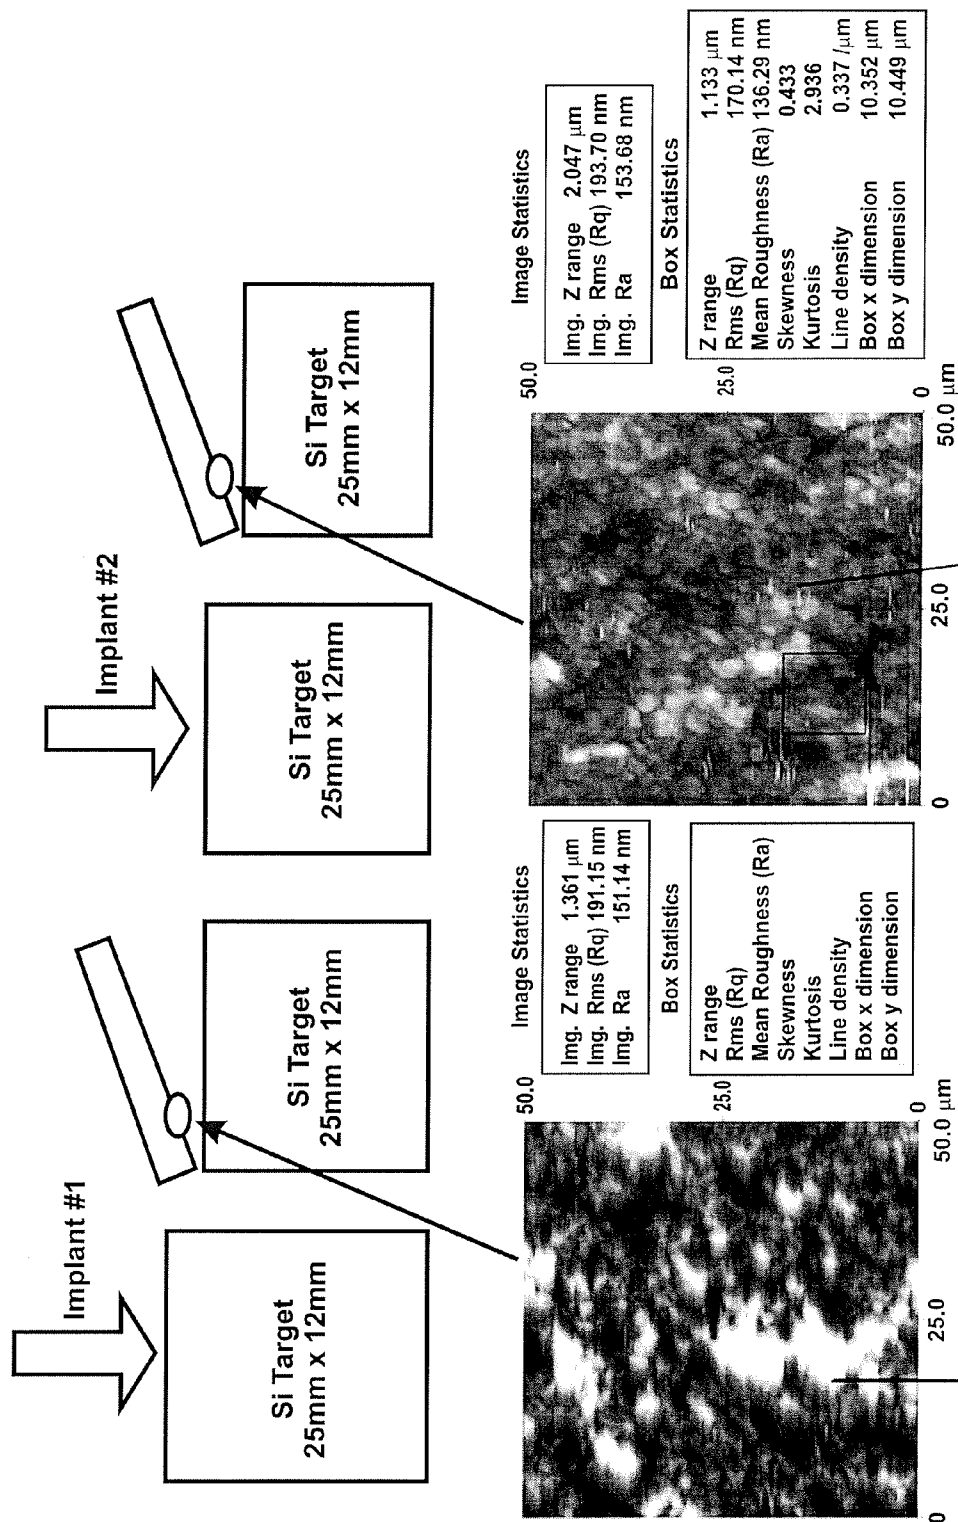 Implant #1
Si Target
25mm x 12mm
Si Target
25mm x 12mm
Implant #2
Si Target
25mm x 12mm
Si Target
25mm x 12mm
50.0
25.0
0
0
25.0
50.0 µm
Image Statistics
Img. Z range 1.361 µm
Img. Rms (Rq) 191.15 nm
Img. Ra 151.14 nm
Box Statistics
Z range
Rms (Rq)
Mean Roughness (Ra)
Skewness
Kurtosis
Line density
Box x dimension
Box y dimension
50.0
25.0
0
0
25.0
50.0 µm
Image Statistics
Img. Z range 2.047 µm
Img. Rms (Rq) 193.70 nm
Img. Ra 153.68 nm
Box Statistics
Z range 1.133 µm
Rms (Rq) 170.14 nm
Mean Roughness (Ra) 136.29 nm
Skewness 0.433
Kurtosis 2.936
Line density 0.337 /µm
Box x dimension 10.352 µm
Box y dimension 10.449 µm